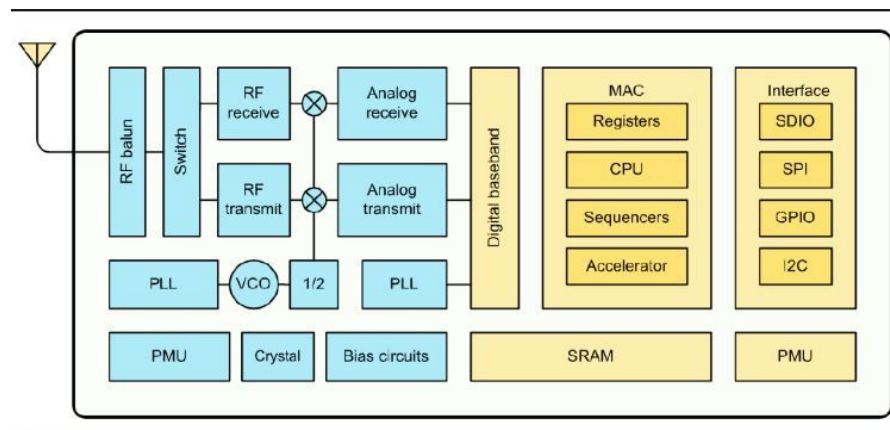 RF balun
Switch
RF
receive
Analog
receive
RF
transmit
Analog
transmit
PLL
VCO
1/2
PLL
Digital baseband
MAC
Registers
CPU
Sequencers
Accelerator
Interface
SDIO
SPI
GPIO
I2C
PMU
Crystal
Bias circuits
SRAM
PMU